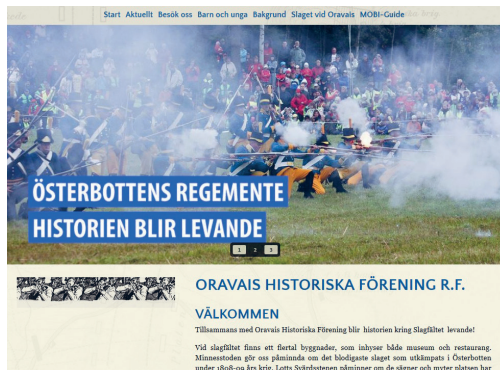 Start Aktuellt Besök oss Barn och unga Bakgrund Slaget vid Oravais MOBI-Guide
ÖSTERBOTTENS REGEMENTE
HISTORIEN BLIR LEVANDE
1 2 3
ORAVAIS HISTORISKA FÖRENING R.F.
VÄLKOMMEN
Tillsammans med Oravais Historiska Förening blir historien kring Slagfältet levande!
Vid slagfältet finns ett flertal byggnader, som inhyser både museum och restaurang.
Minnesstoden gör oss påminnda om det blodigaste slaget som utkämpats i Österbotten
under 1808-09 års krig. Lotts Svärdsstenen påminner om de sägner och myter platsen har